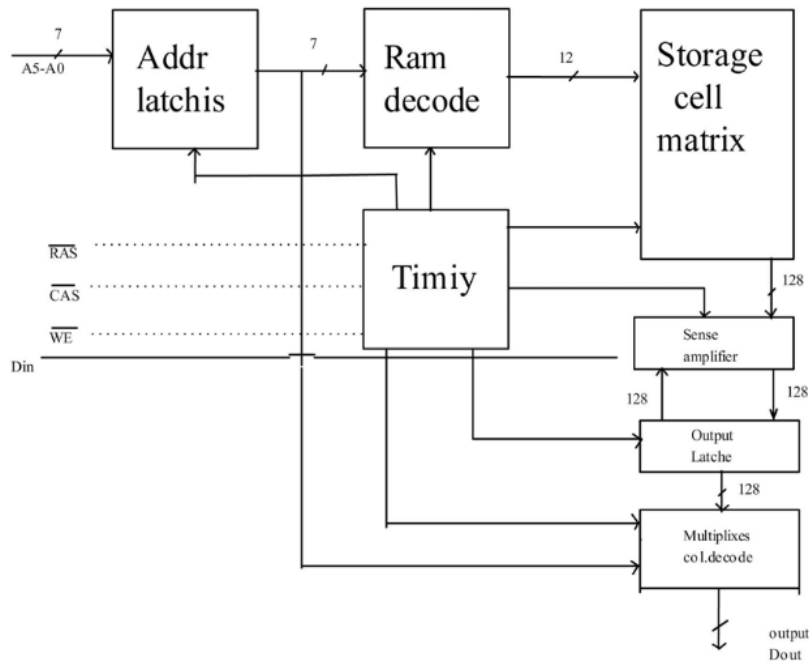 7
A5-A0
Addr
latchis
7
Ram
decode
12
Storage
cell
matrix
RAS
CAS
WE
Din
Timiy
128
Sense
amplifier
128
128
Output
Latche
128
Multiplixes
col.decode
output
Dout